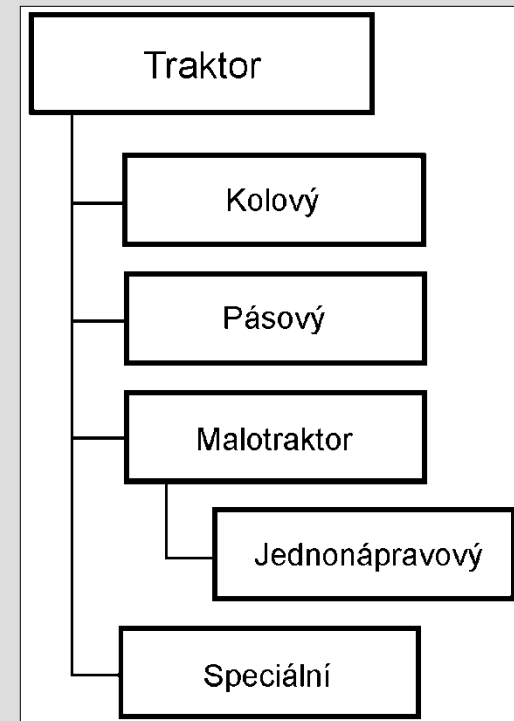 Traktor
Kolový
Pásový
Malotraktor
Jednonápravový
Speciální